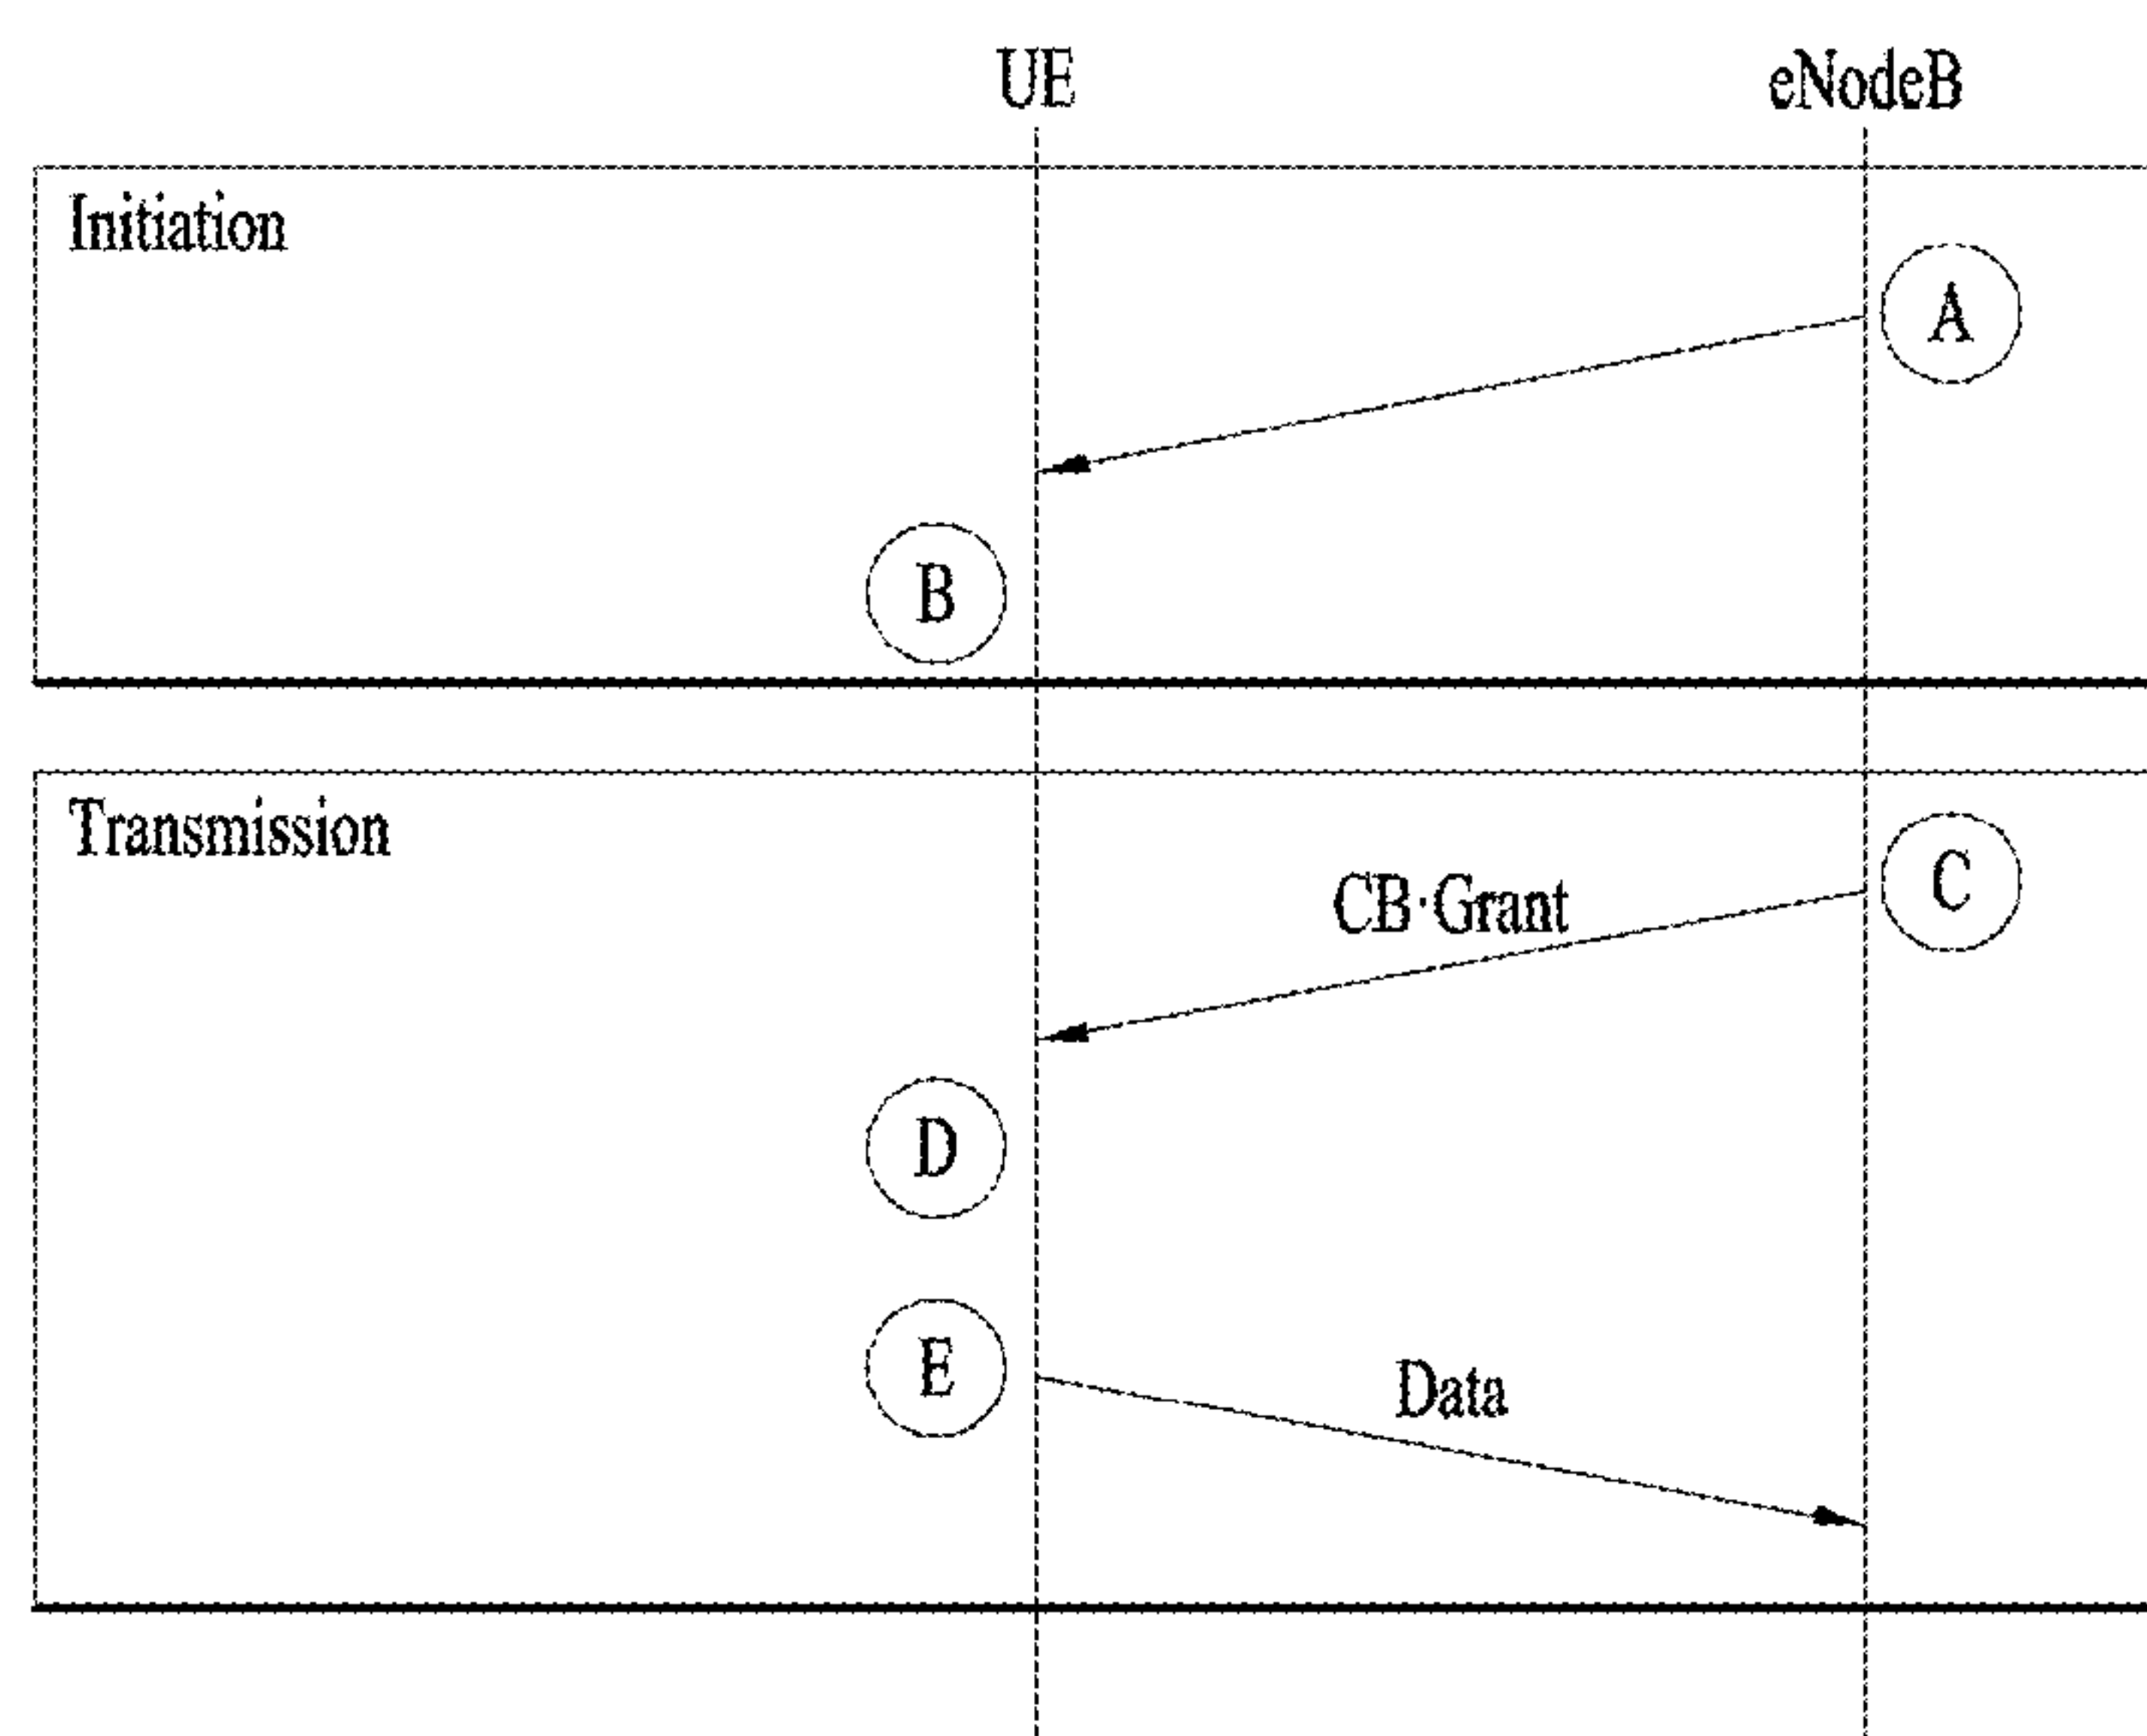 UE eNodeB
Initiation
A
B
Transmission
C
CB·Grant
D
E
Data